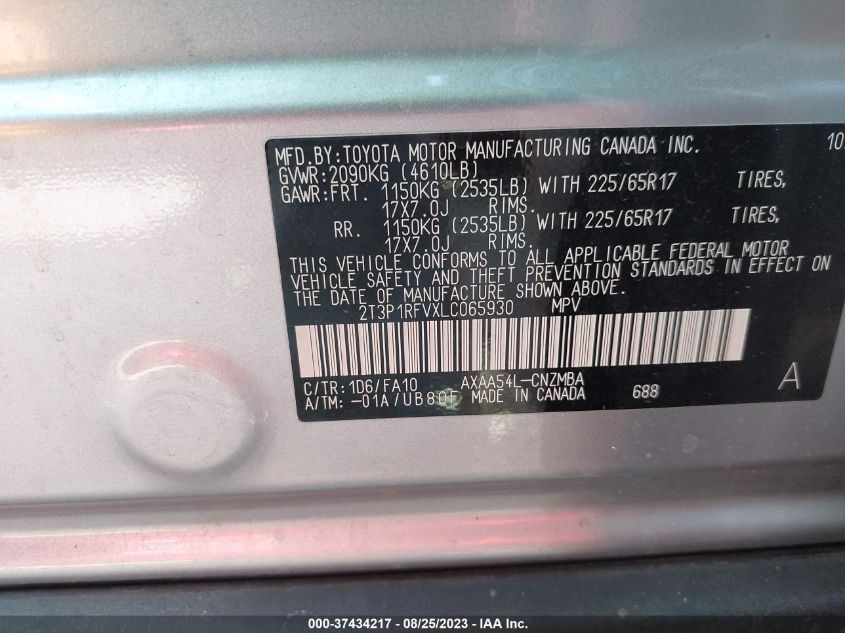 MFD.BY:TOYOTA MOTOR MANUFACTURING CANADA INC. 10
GVWR:2090KG (4610LB)
GAWR:FRT. 1150KG (2535LB) WITH 225/65R17 TIRES,
17X7.0J RIMS.
RR. 1150KG (2535LB) WITH 225/65R17 TIRES,
17X7.0J RIMS.
THIS VEHICLE CONFORMS TO ALL APPLICABLE FEDERAL MOTOR
VEHICLE SAFETY AND THEFT PREVENTION STANDARDS IN EFFECT ON
THE DATE OF MANUFACTURE SHOWN ABOVE.
2T3P1RFVXLC065930 MPV
C/TR:1D6/FA10 AXAA54L-CNZMBA
A/TM:-01A/UB80F MADE IN CANADA 688 A
000-37434217 - 08/25/2023 - IAA Inc.